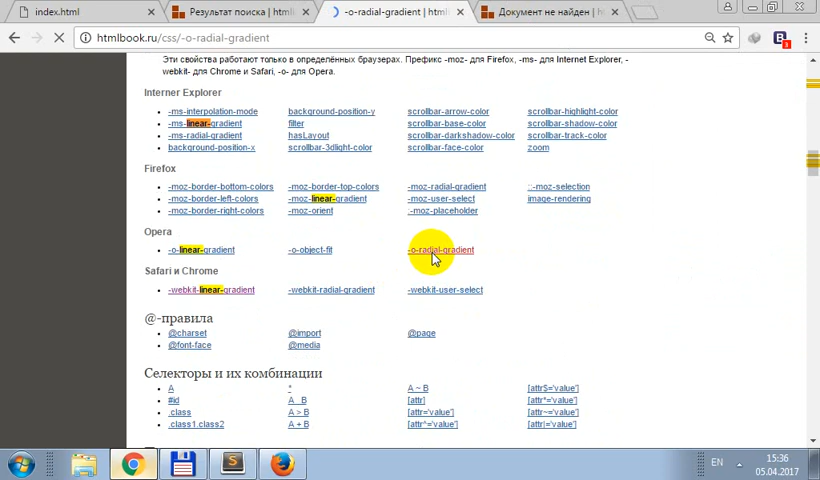 index.html
Результат поиска | htmlb
-o-radial-gradient | htmlb
Документ не найден | ht
htmlbook.ru/css/-o-radial-gradient
3
Эти свойства работают только в определённых браузерах. Префикс -moz- для Firefox, -ms- для Internet Explorer, -
webkit- для Chrome и Safari, -o- для Opera.
Interner Explorer
-ms-interpolation-mode background-position-y scrollbar-arrow-color scrollbar-highlight-color
-ms-linear-gradient filter scrollbar-base-color scrollbar-shadow-color
-ms-radial-gradient hasLayout scrollbar-darkshadow-color scrollbar-track-color
background-position-x scrollbar-3dlight-color scrollbar-face-color zoom
Firefox
-moz-border-bottom-colors -moz-border-top-colors -moz-radial-gradient ::-moz-selection
-moz-border-left-colors -moz-linear-gradient -moz-user-select image-rendering
-moz-border-right-colors -moz-orient :-moz-placeholder
Opera
-o-linear-gradient -o-object-fit -o-radial-gradient
Safari и Chrome
-webkit-linear-gradient -webkit-radial-gradient -webkit-user-select
@-правила
@charset @import @page
@font-face @media
Селекторы и их комбинации
A * A ~ B [attr$='value']
#id A B [attr] [attr*='value']
.class A > B [attr='value'] [attr~='value']
.class1.class2 A + B [attr^='value'] [attr|='value']
EN
15:36
05.04.2017